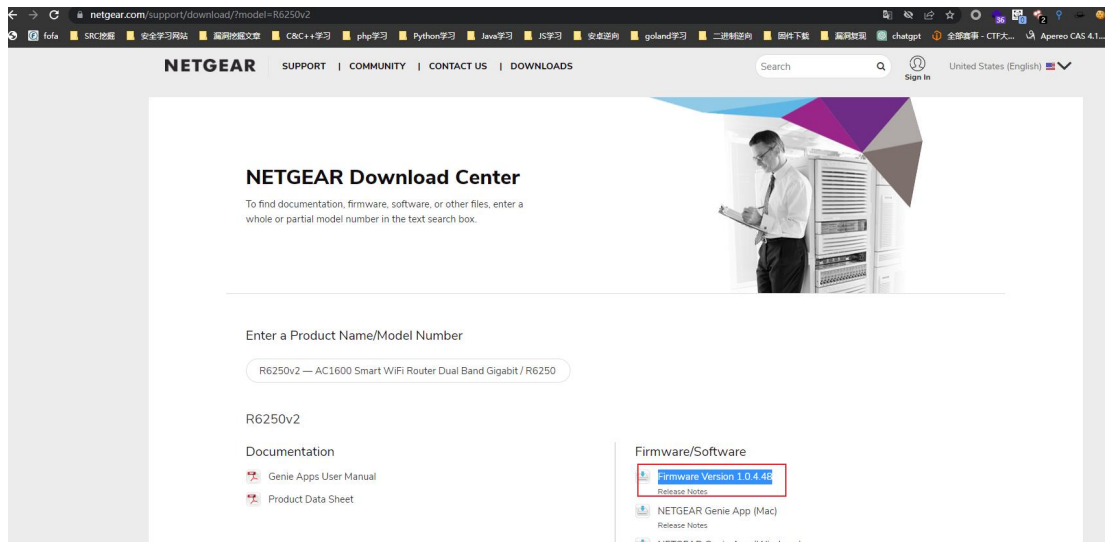 netgear.com/support/download/?model=R6250v2
36
2
fofa SRC挖掘 安全学习网站 漏洞挖掘文章 C&C++学习 php学习 Python学习 Java学习 JS学习 安卓逆向 goland学习 二进制逆向 固件下载 漏洞复现 chatgpt 全部赛事 - CTF大... Apereo CAS 4.1...
NETGEAR SUPPORT | COMMUNITY | CONTACT US | DOWNLOADS Search Sign In United States (English)
NETGEAR Download Center
To find documentation, firmware, software, or other files, enter a
whole or partial model number in the text search box.
Enter a Product Name/Model Number
R6250v2 — AC1600 Smart WiFi Router Dual Band Gigabit / R6250
R6250v2
Documentation
Genie Apps User Manual
Product Data Sheet
Firmware/Software
Firmware Version 1.0.4.48
Release Notes
NETGEAR Genie App (Mac)
Release Notes